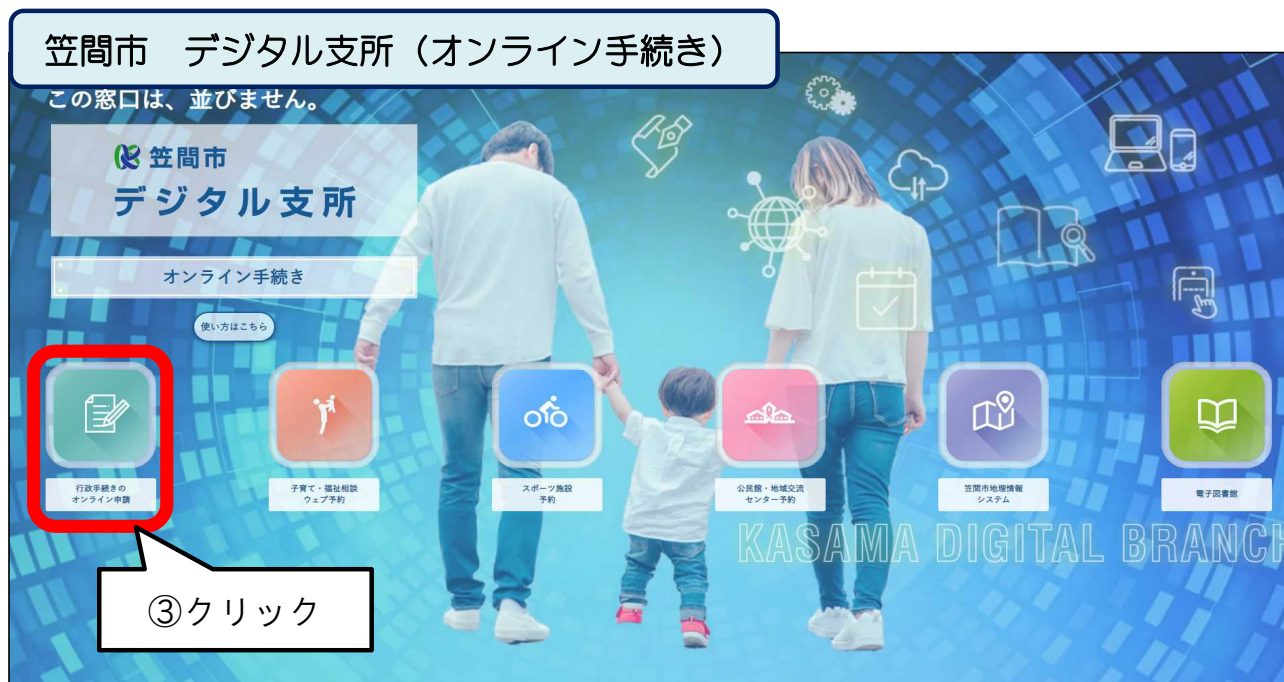 笠間市　デジタル支所（オンライン手続き）
この窓口は、並びません。
笠間市
デジタル支所
オンライン手続き
使い方はこちら
行政手続きの
オンライン申請
子育て・福祉相談
ウェブ予約
スポーツ施設
予約
公民館・地域交流
センター予約
笠間市地理情報
システム
電子図書館
KASAMA DIGITAL BRANCH
③クリック